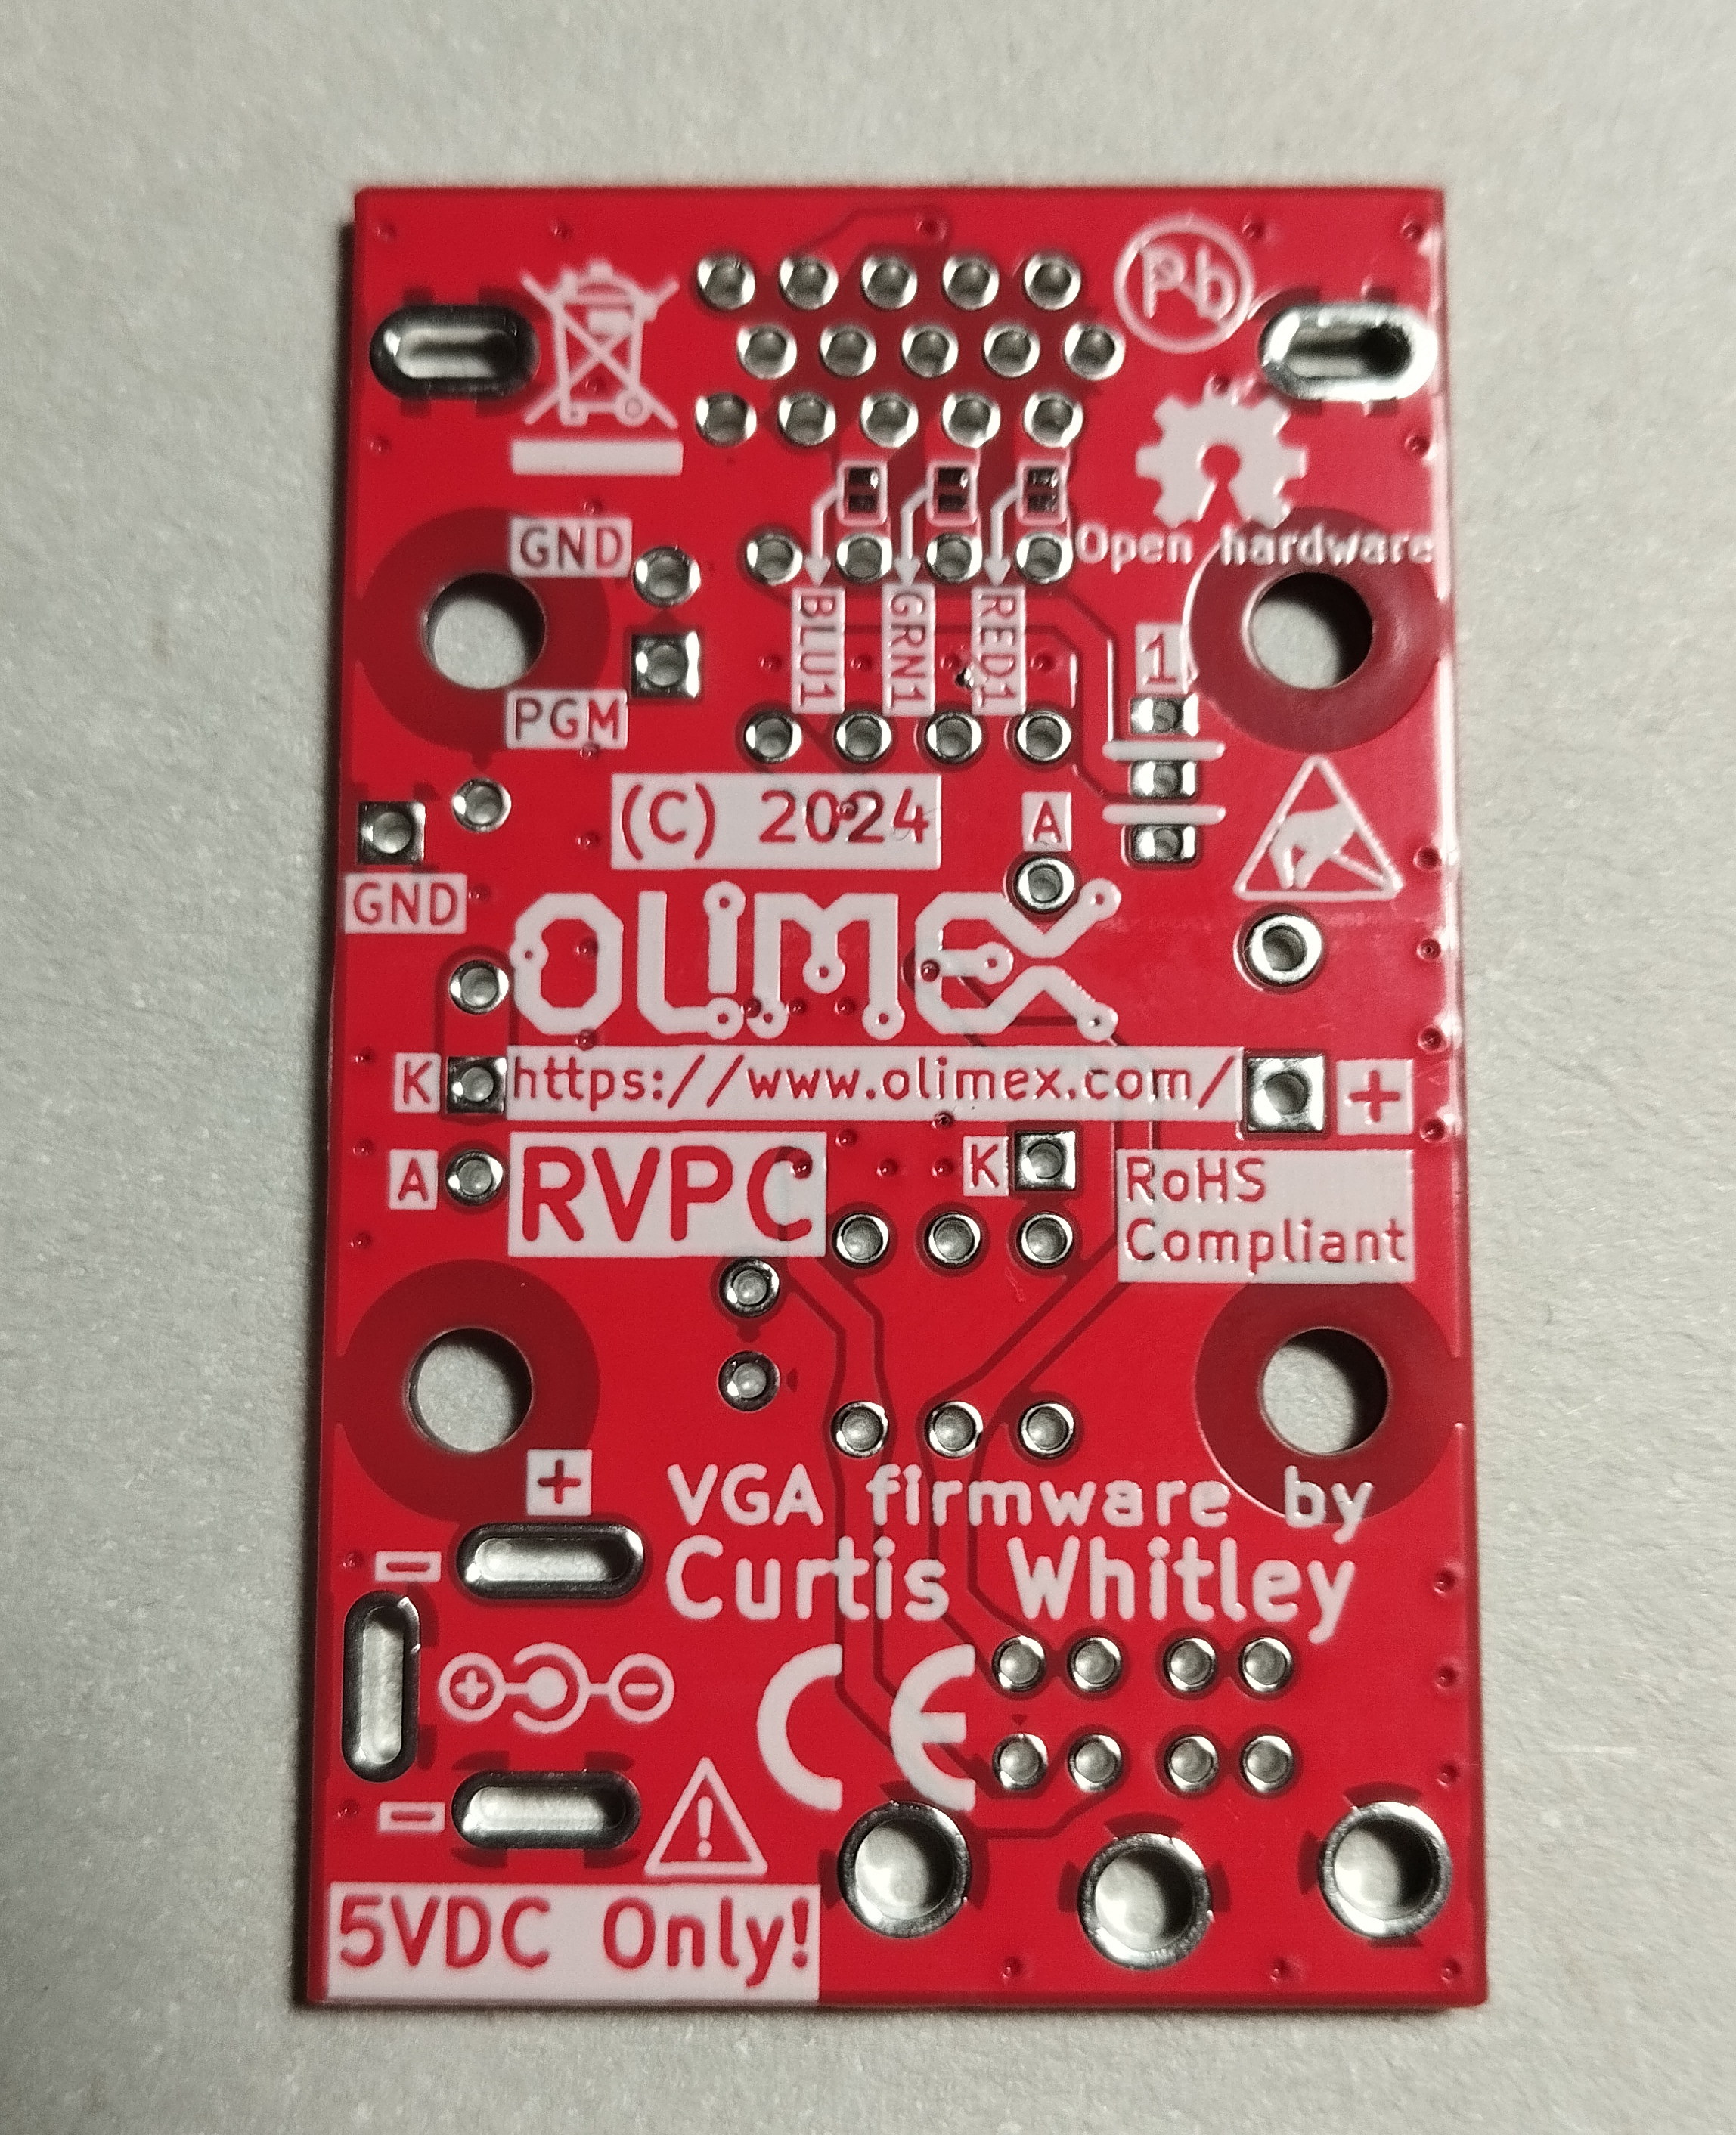 Pb
Open hardware
GND
BLU1
GRN1
RED1
1
PGM
(C) 2024
A
GND
OLIMEX
K
https://www.olimex.com/
+
A
RVPC
K
RoHS
Compliant
+
VGA firmware by
Curtis Whitley
-
+
-
CE
-
!
5VDC Only!